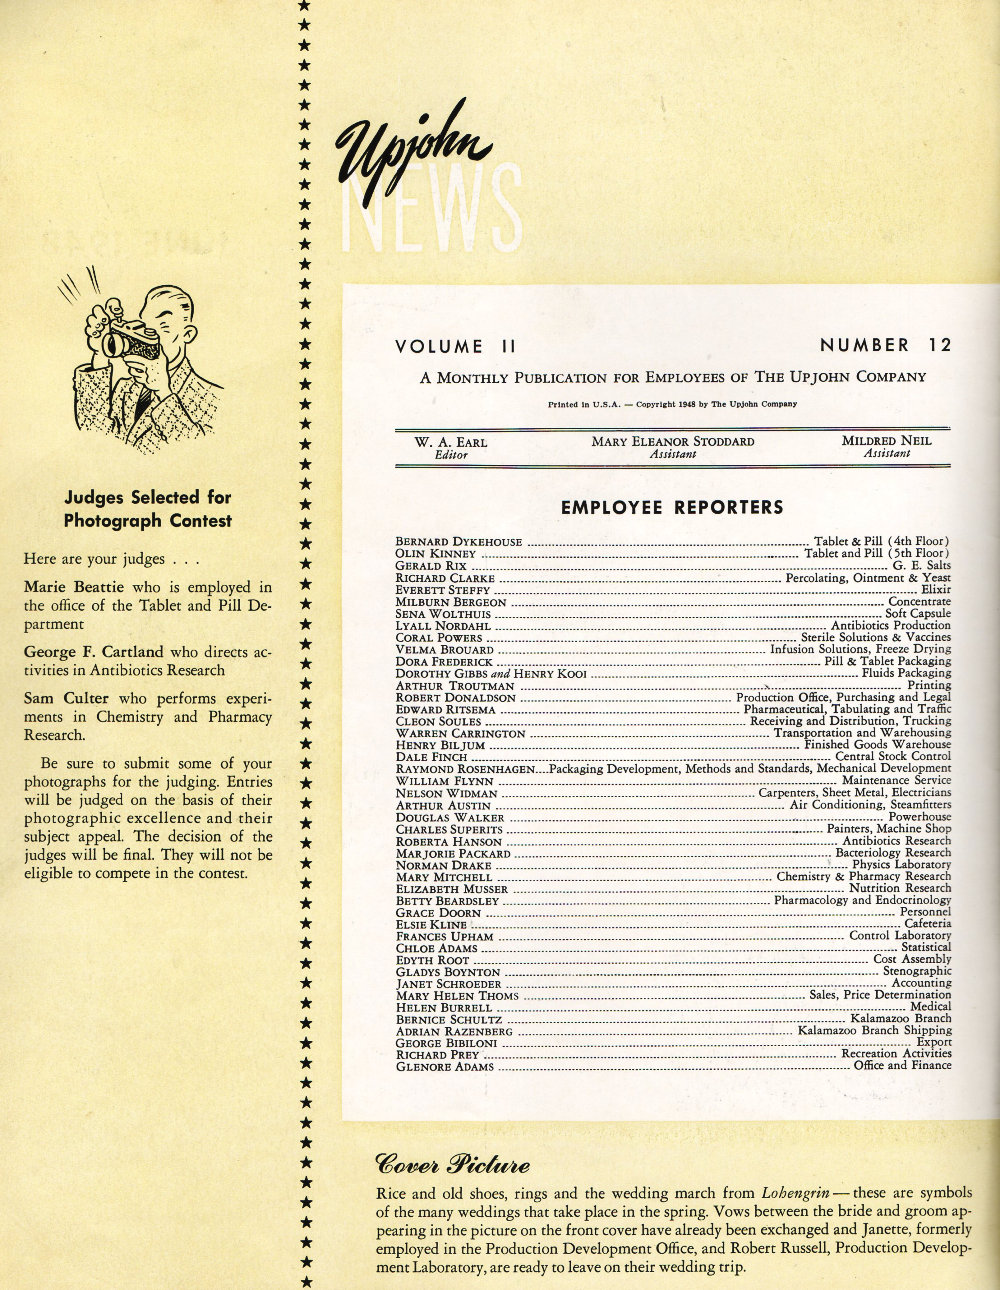 Upjohn
NEWS
Judges Selected for
Photograph Contest
Here are your judges . . .
Marie Beattie who is employed in
the office of the Tablet and Pill De-
partment
George F. Cartland who directs ac-
tivities in Antibiotics Research
Sam Culter who performs experi-
ments in Chemistry and Pharmacy
Research.
Be sure to submit some of your
photographs for the judging. Entries
will be judged on the basis of their
photographic excellence and their
subject appeal. The decision of the
judges will be final. They will not be
eligible to compete in the contest.
VOLUME II NUMBER 12
A MONTHLY PUBLICATION FOR EMPLOYEES OF THE UPJOHN COMPANY
Printed in U.S.A. — Copyright 1948 by The Upjohn Company
W. A. EARL MARY ELEANOR STODDARD MILDRED NEIL
Editor Assistant Assistant
EMPLOYEE REPORTERS
BERNARD DYKEHOUSE ... Tablet & Pill (4th Floor)
OLIN KINNEY ... Tablet and Pill (5th Floor)
GERALD RIX ... G. E. Salts
RICHARD CLARKE ... Percolating, Ointment & Yeast
EVERETT STEFFY ... Elixir
MILBURN BERGEON ... Concentrate
SENA WOLTHUIS ... Soft Capsule
LYALL NORDAHL ... Antibiotics Production
CORAL POWERS ... Sterile Solutions & Vaccines
VELMA BROUARD ... Infusion Solutions, Freeze Drying
DORA FREDERICK ... Pill & Tablet Packaging
DOROTHY GIBBS and HENRY KOOI ... Fluids Packaging
ARTHUR TROUTMAN ... Printing
ROBERT DONALDSON ... Production Office, Purchasing and Legal
EDWARD RITSEMA ... Pharmaceutical, Tabulating and Traffic
CLEON SOULES ... Receiving and Distribution, Trucking
WARREN CARRINGTON ... Transportation and Warehousing
HENRY BILJUM ... Finished Goods Warehouse
DALE FINCH ... Central Stock Control
RAYMOND ROSENHAGEN....Packaging Development, Methods and Standards, Mechanical Development
WILLIAM FLYNN ... Maintenance Service
NELSON WIDMAN ... Carpenters, Sheet Metal, Electricians
ARTHUR AUSTIN ... Air Conditioning, Steamfitters
DOUGLAS WALKER ... Powerhouse
CHARLES SUPERITS ... Painters, Machine Shop
ROBERTA HANSON ... Antibiotics Research
MARJORIE PACKARD ... Bacteriology Research
NORMAN DRAKE ... Physics Laboratory
MARY MITCHELL ... Chemistry & Pharmacy Research
ELIZABETH MUSSER ... Nutrition Research
BETTY BEARDSLEY ... Pharmacology and Endocrinology
GRACE DOORN ... Personnel
ELSIE KLINE ... Cafeteria
FRANCES UPHAM ... Control Laboratory
CHLOE ADAMS ... Statistical
EDYTH ROOT ... Cost Assembly
GLADYS BOYNTON ... Stenographic
JANET SCHROEDER ... Accounting
MARY HELEN THOMS ... Sales, Price Determination
HELEN BURRELL ... Medical
BERNICE SCHULTZ ... Kalamazoo Branch
ADRIAN RAZENBERG ... Kalamazoo Branch Shipping
GEORGE BIBILONI ... Export
RICHARD PREY ... Recreation Activities
GLENORE ADAMS ... Office and Finance
Cover Picture
Rice and old shoes, rings and the wedding march from Lohengrin — these are symbols
of the many weddings that take place in the spring. Vows between the bride and groom ap-
pearing in the picture on the front cover have already been exchanged and Janette, formerly
employed in the Production Development Office, and Robert Russell, Production Develop-
ment Laboratory, are ready to leave on their wedding trip.